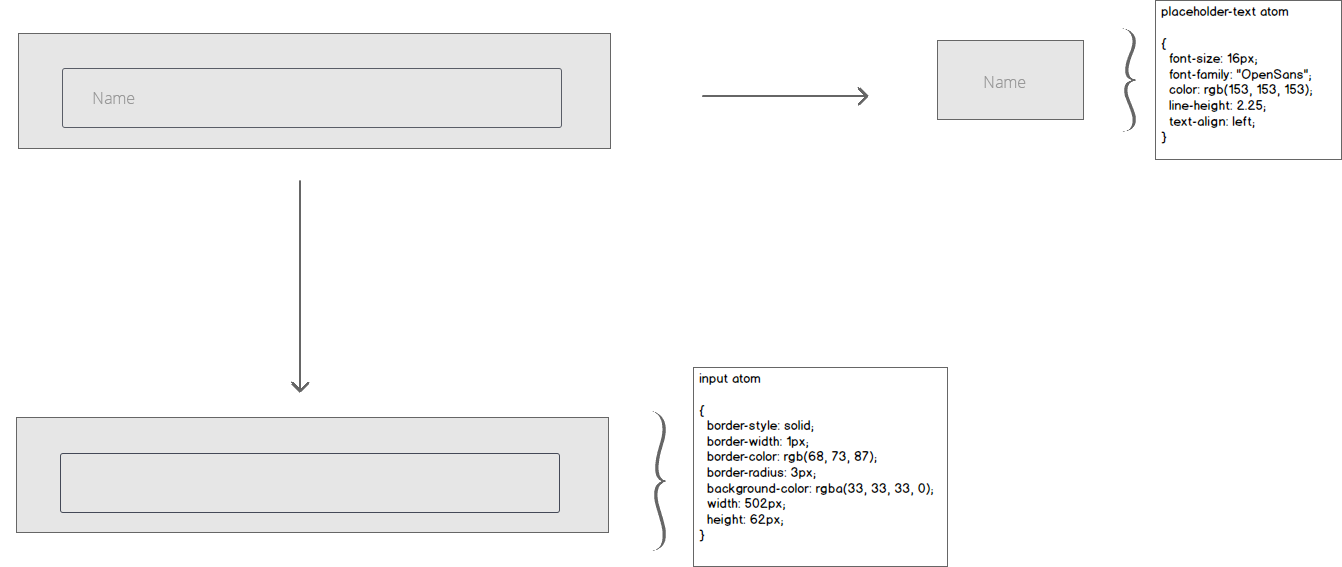 Name
Name
placeholder-text atom
{
font-size: 16px;
font-family: "OpenSans";
color: rgb(153, 153, 153);
line-height: 2.25;
text-align: left;
}
input atom
{
border-style: solid;
border-width: 1px;
border-color: rgb(68, 73, 87);
border-radius: 3px;
background-color: rgba(33, 33, 33, 0);
width: 502px;
height: 62px;
}